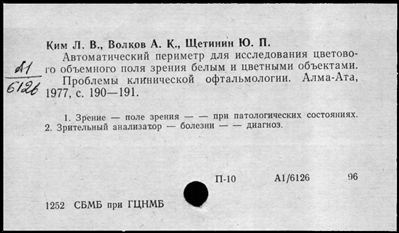 Ким Л. В., Волков А. К., Щетинин Ю. П.
Автоматический периметр для исследования цветово-
го объемного поля зрения белым и цветными объектами.
Проблемы клинической офтальмологии. Алма-Ата,
1977, с. 190—191.
А1
6126
1. Зрение — поле зрения — — при патологических состояниях.
2. Зрительный анализатор — болезни — — диагноз.
П-10 А1/6126 96
1252 СБМБ при ГЦНМБ